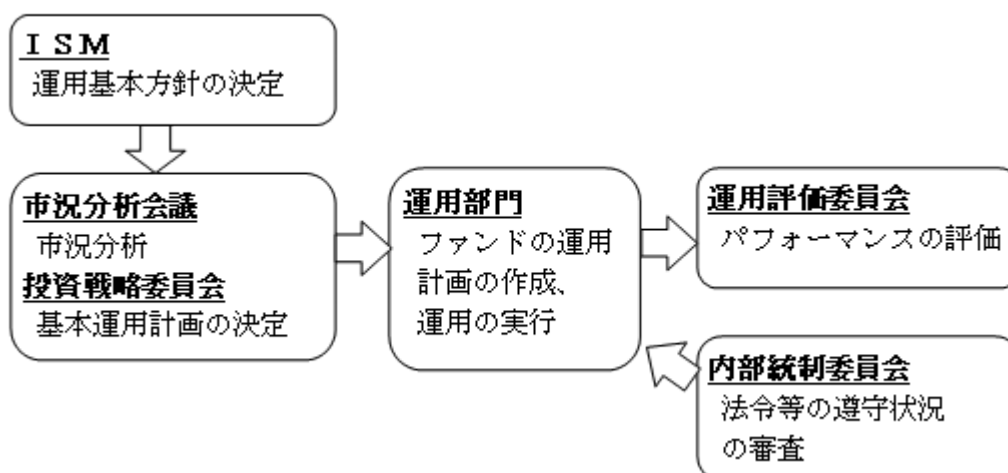 ＩＳＭ
運用基本方針の決定
市況分析会議
市況分析
投資戦略委員会
基本運用計画の決定
運用部門
ファンドの運用
計画の作成、
運用の実行
運用評価委員会
パフォーマンスの評価
内部統制委員会
法令等の遵守状況
の審査